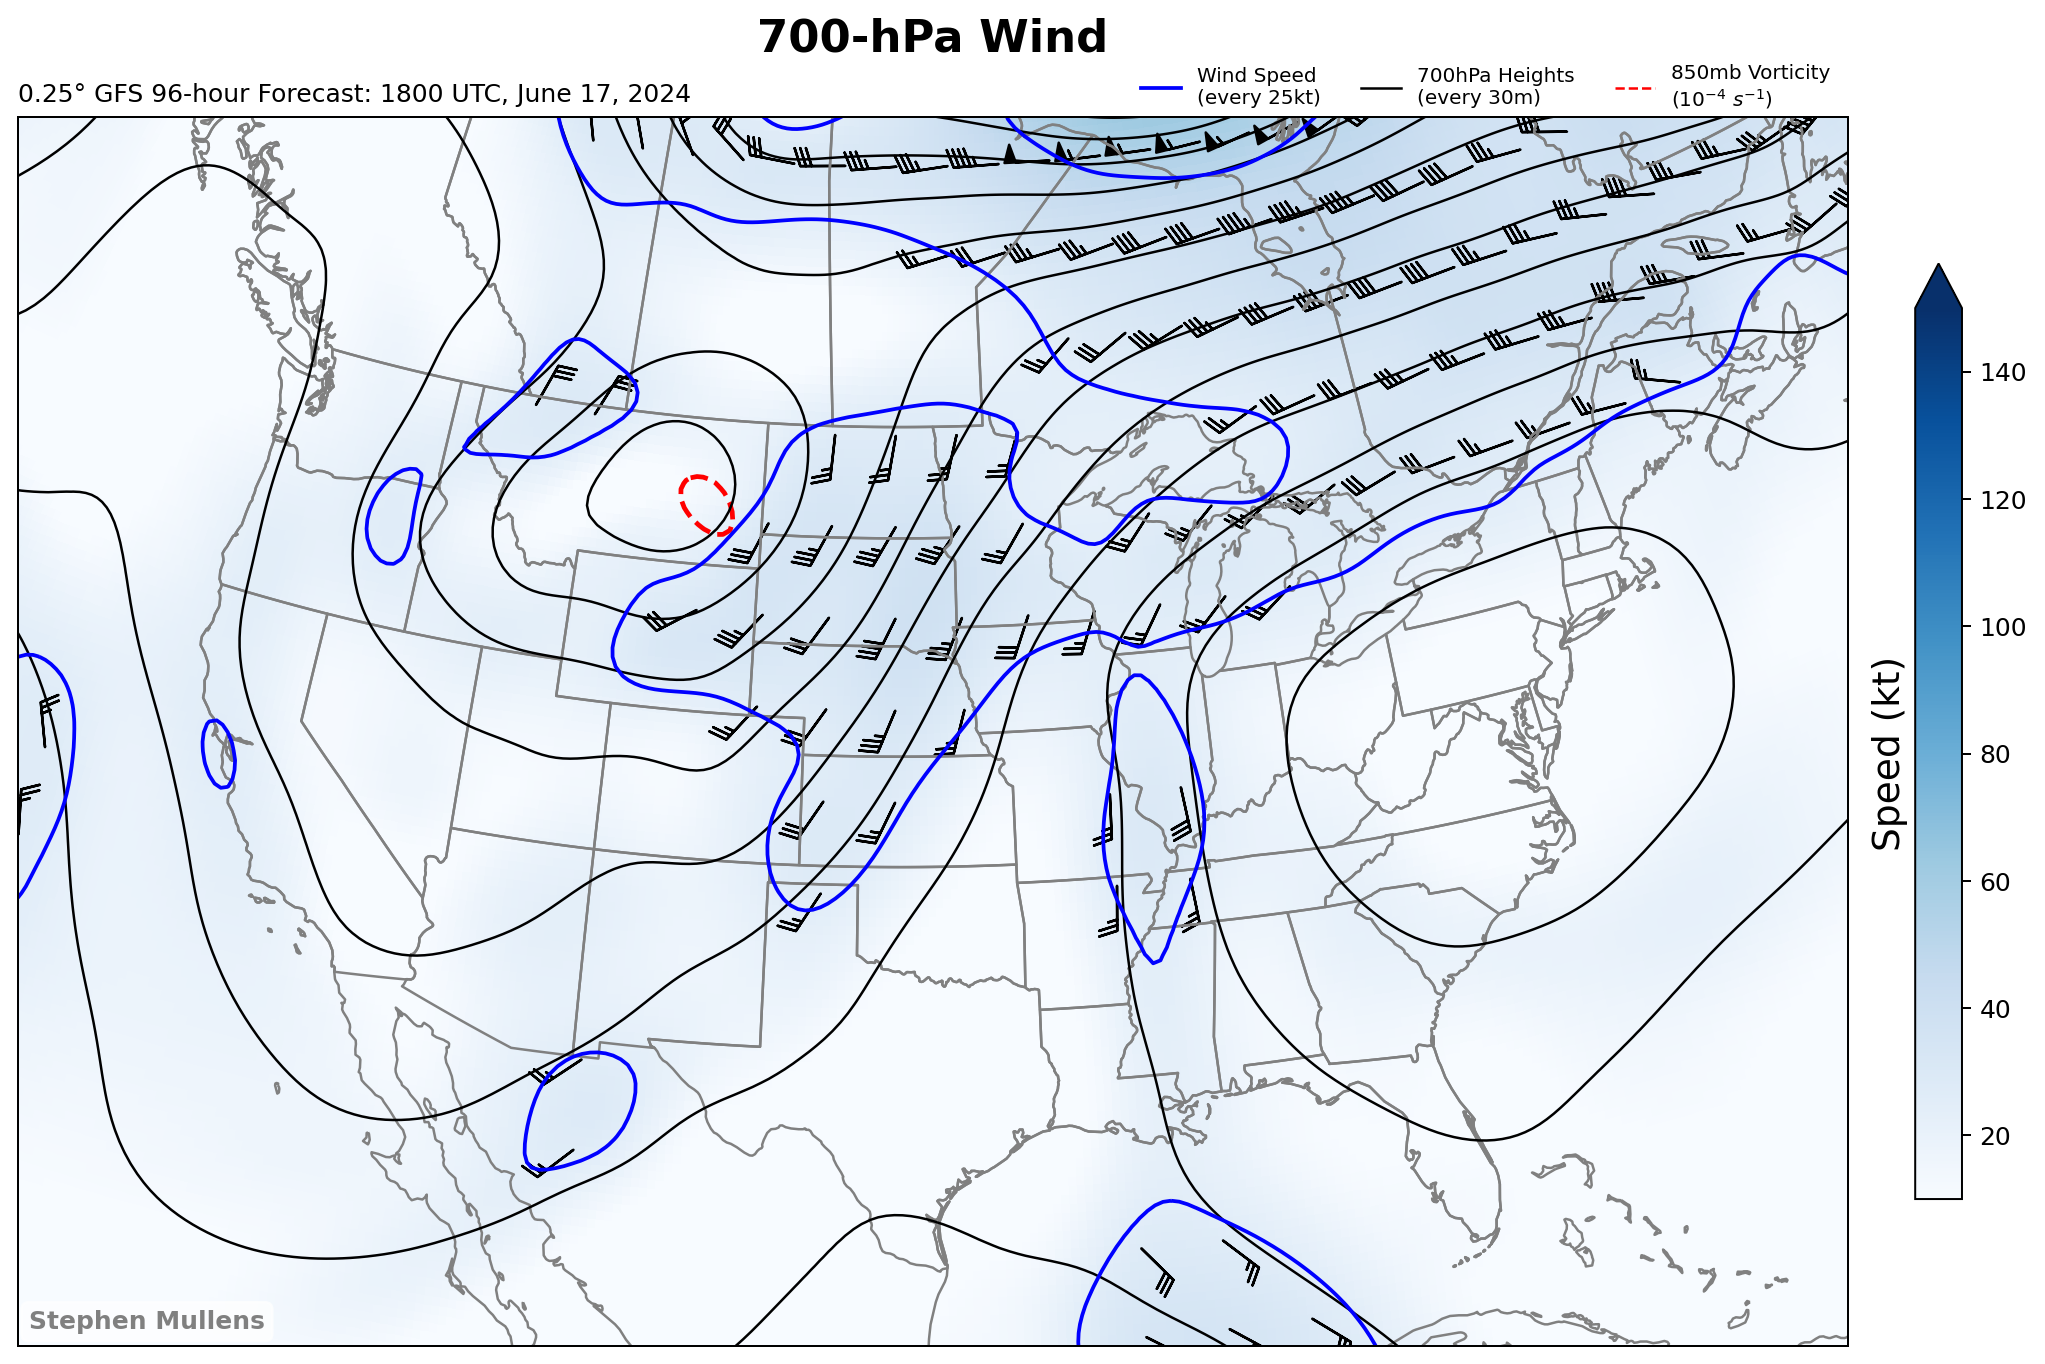 700-hPa Wind
0.25° GFS 96-hour Forecast: 1800 UTC, June 17, 2024
Wind Speed
(every 25kt)
700hPa Heights
(every 30m)
850mb Vorticity
(10⁻⁴ s⁻¹)
140
120
100
80
60
40
20
Speed (kt)
Stephen Mullens